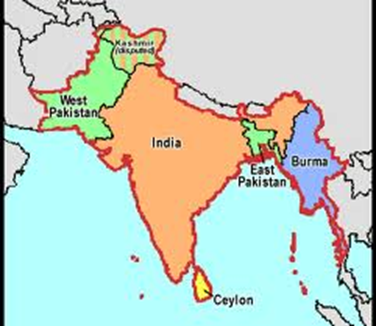 Kashmir
(disputed)
West
Pakistan
India
East
Pakistan
Burma
Ceylon